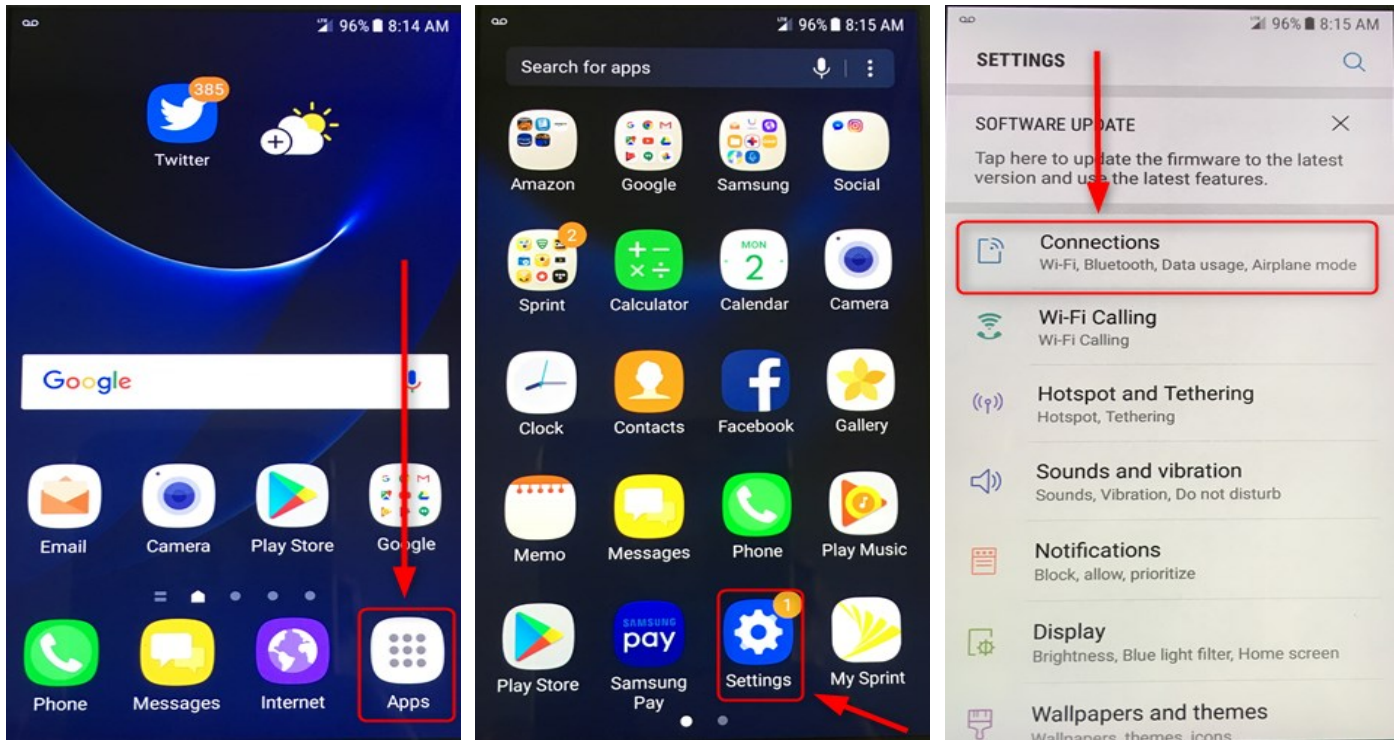 LTE 96% 8:14 AM
385
Twitter
Google
Email Camera Play Store Google
Phone Messages Internet Apps
LTE 96% 8:15 AM
Search for apps
Amazon Google Samsung Social
2
MON
2
Sprint Calculator Calendar Camera
Clock Contacts Facebook Gallery
Memo Messages Phone Play Music
SAMSUNG
pay
1
Play Store Samsung Pay Settings My Sprint
LTE 96% 8:15 AM
SETTINGS
SOFTWARE UPDATE
Tap here to update the firmware to the latest
version and use the latest features.
Connections
Wi-Fi, Bluetooth, Data usage, Airplane mode
Wi-Fi Calling
Wi-Fi Calling
Hotspot and Tethering
Hotspot, Tethering
Sounds and vibration
Sounds, Vibration, Do not disturb
Notifications
Block, allow, prioritize
Display
Brightness, Blue light filter, Home screen
Wallpapers and themes
Wallpapers, themes, icons